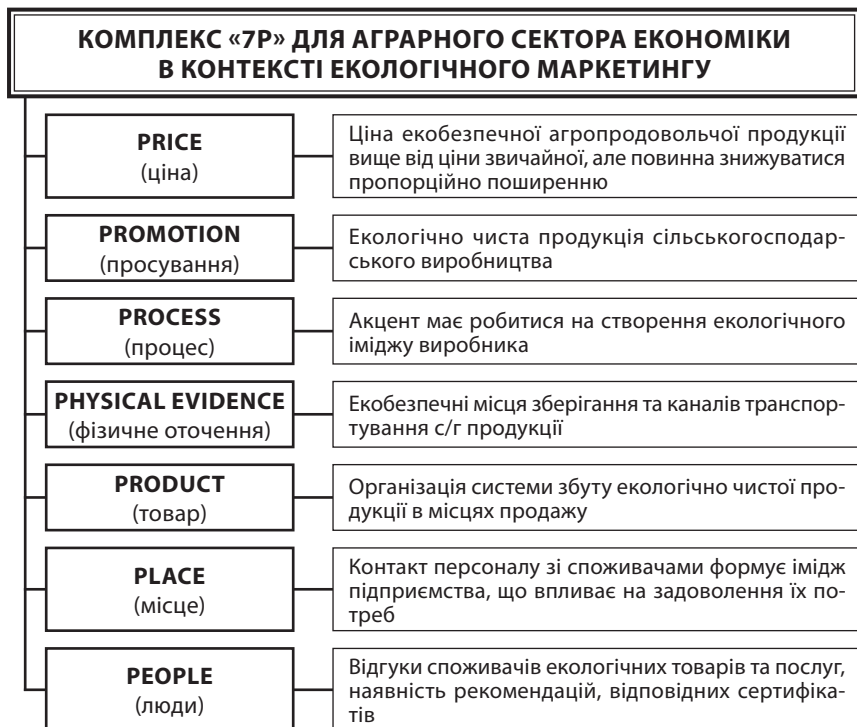 КОМПЛЕКС «7Р» ДЛЯ АГРАРНОГО СЕКТОРА ЕКОНОМІКИ
В КОНТЕКСТІ ЕКОЛОГІЧНОГО МАРКЕТИНГУ
PRICE
(ціна)
Ціна екобезпечної агропродовольчої продукції
вище від ціни звичайної, але повинна знижуватися
пропорційно поширенню
PROMOTION
(просування)
Екологічно чиста продукція сільськогосподар-
ського виробництва
PROCESS
(процес)
Акцент має робитися на створення екологічного
іміджу виробника
PHYSICAL EVIDENCE
(фізичне оточення)
Екобезпечні місця зберігання та каналів транспор-
тування с/г продукції
PRODUCT
(товар)
Організація системи збуту екологічно чистої про-
дукції в місцях продажу
PLACE
(місце)
Контакт персоналу зі споживачами формує імідж
підприємства, що впливає на задоволення їх по-
треб
PEOPLE
(люди)
Відгуки споживачів екологічних товарів та послуг,
наявність рекомендацій, відповідних сертифіка-
тів